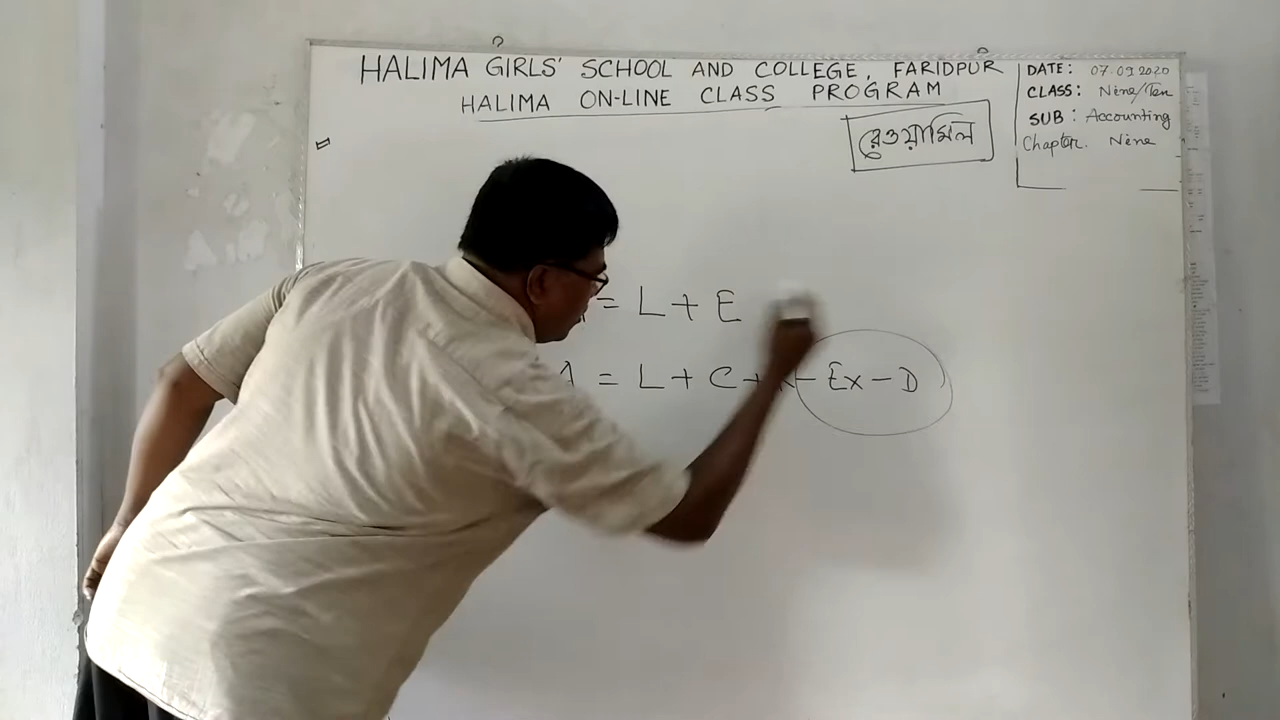 HALIMA GIRLS' SCHOOL AND COLLEGE, FARIDPUR
HALIMA ON-LINE CLASS PROGRAM
DATE: 07.09.2020
CLASS: Nine/Ten
SUB: Accounting
Chapter. Nine
রেওয়ামিল
= L + E
A = L + C + R - Ex - D